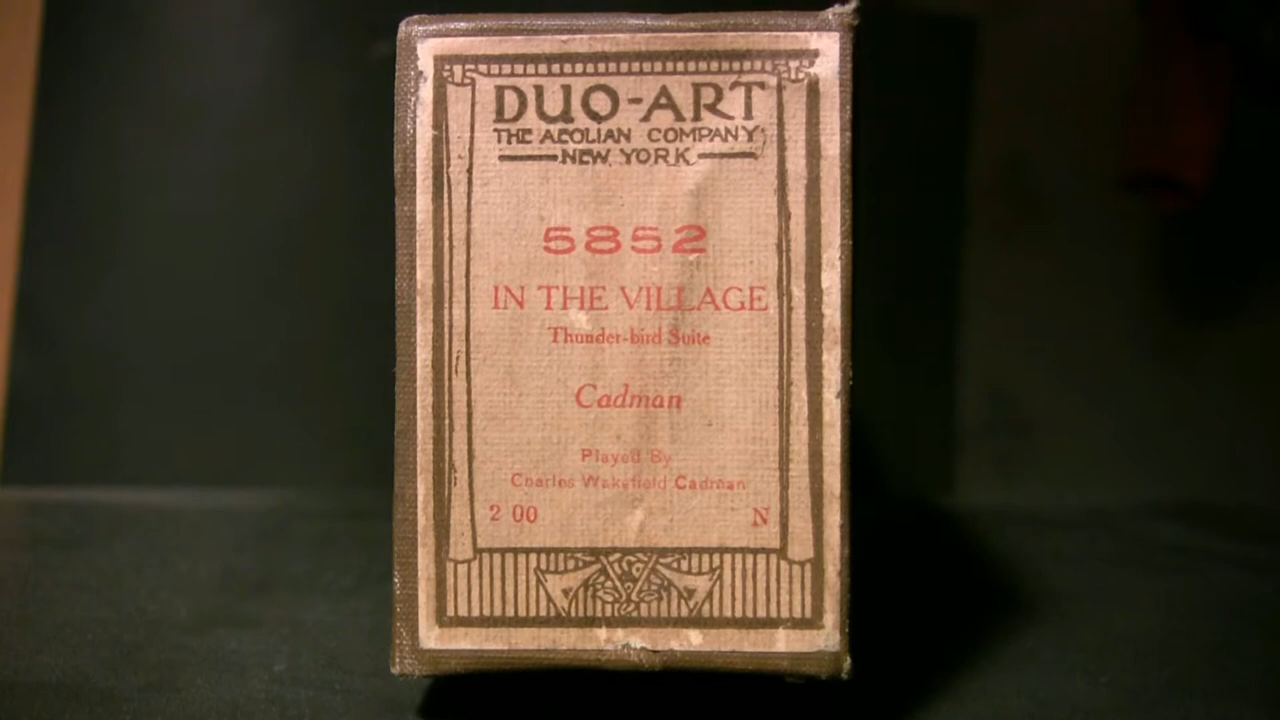 DUO-ART
THE AEOLIAN COMPANY
NEW YORK
5852
IN THE VILLAGE
Thunder-bird Suite
Cadman
Played By
Charles Wakefield Cadman
2 00 N